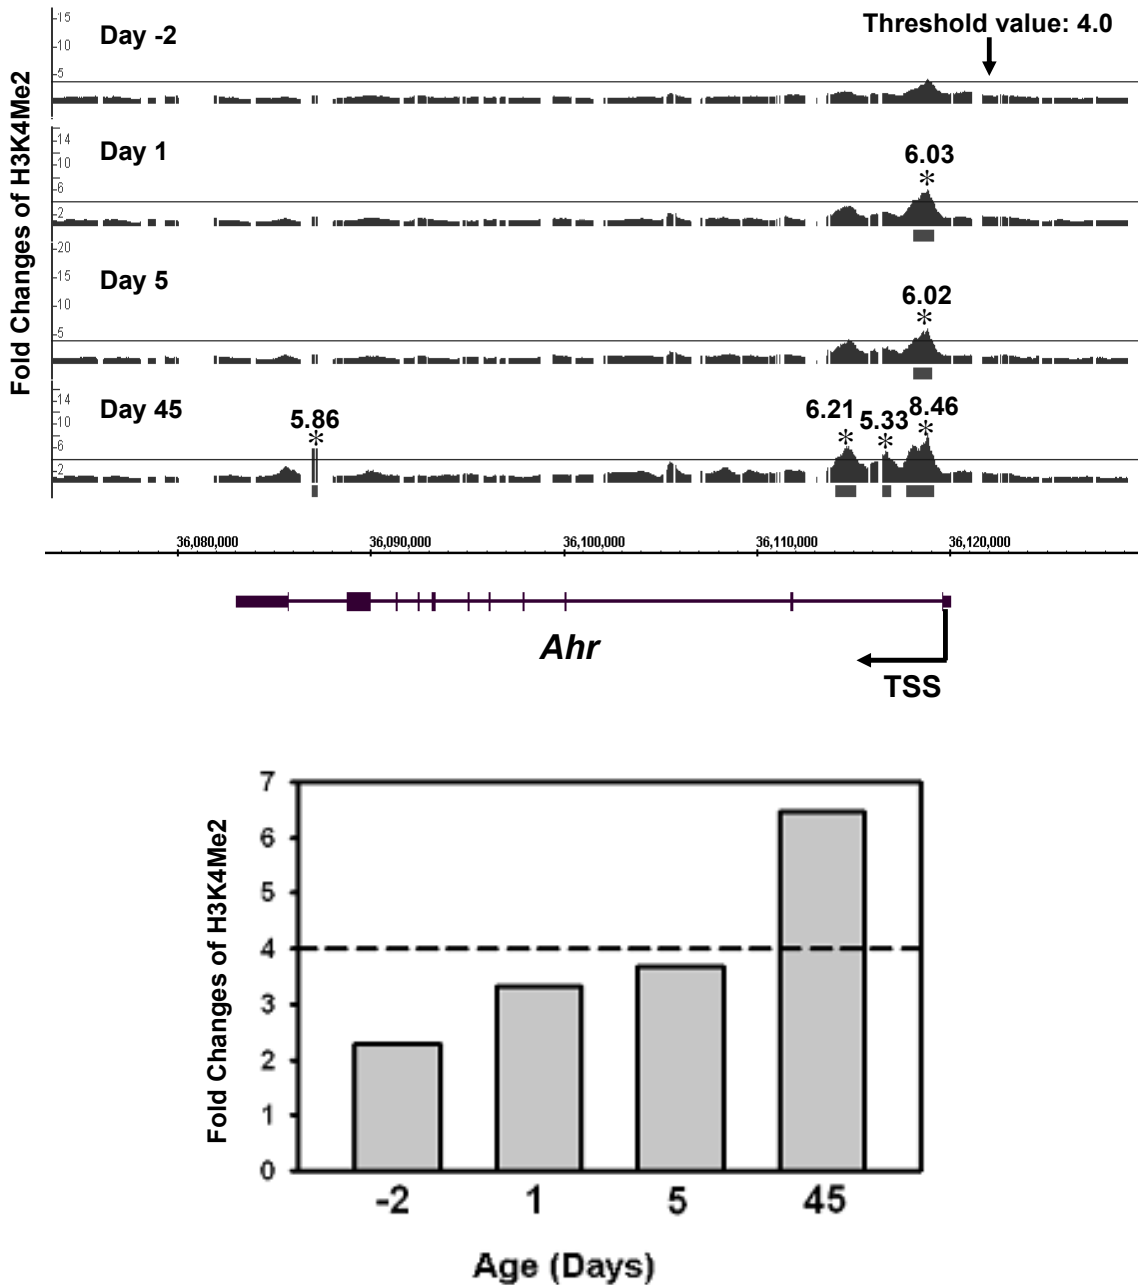 Fold Changes of H3K4Me2
Day -2
Threshold value: 4.0
15
10
5
Day 1
6.03
*
14
10
6
2
Day 5
6.02
*
20
15
10
5
Day 45
5.86
*
6.21
*
5.33
*
8.46
*
14
10
6
2
36,080,000 36,090,000 36,100,000 36,110,000 36,120,000
Ahr
TSS
Fold Changes of H3K4Me2
7
6
5
4
3
2
1
0
-2 1 5 45
Age (Days)